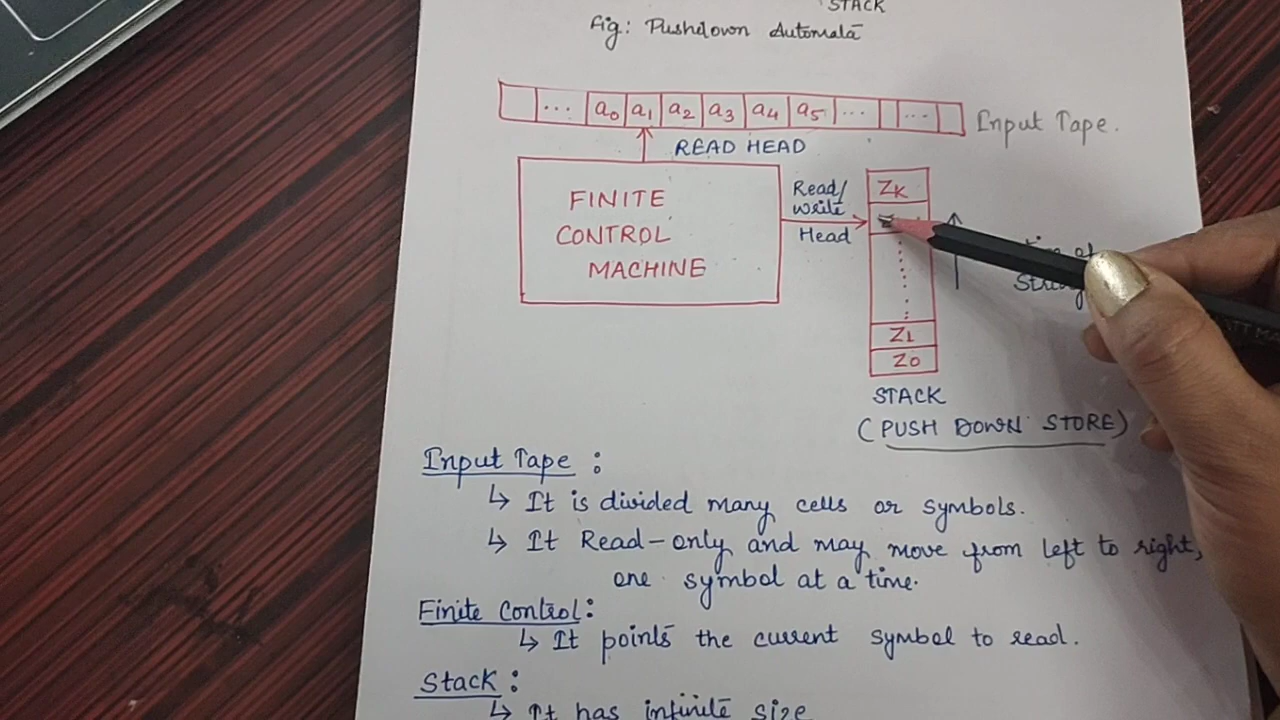 STACK
Fig: Pushdown Automata
... a0 a1 a2 a3 a4 a5 ... ...
Input Tape.
READ HEAD
FINITE
CONTROL
MACHINE
Read/
Write
Head
ZK
Z1
Z0
of
STACK
(PUSH DOWN STORE)
Input Tape :
↳ It is divided many cells or symbols.
↳ It Read-only and may move from left to right,
one symbol at a time.
Finite Control:
↳ It points the current symbol to read.
Stack :
↳ It has infinite size